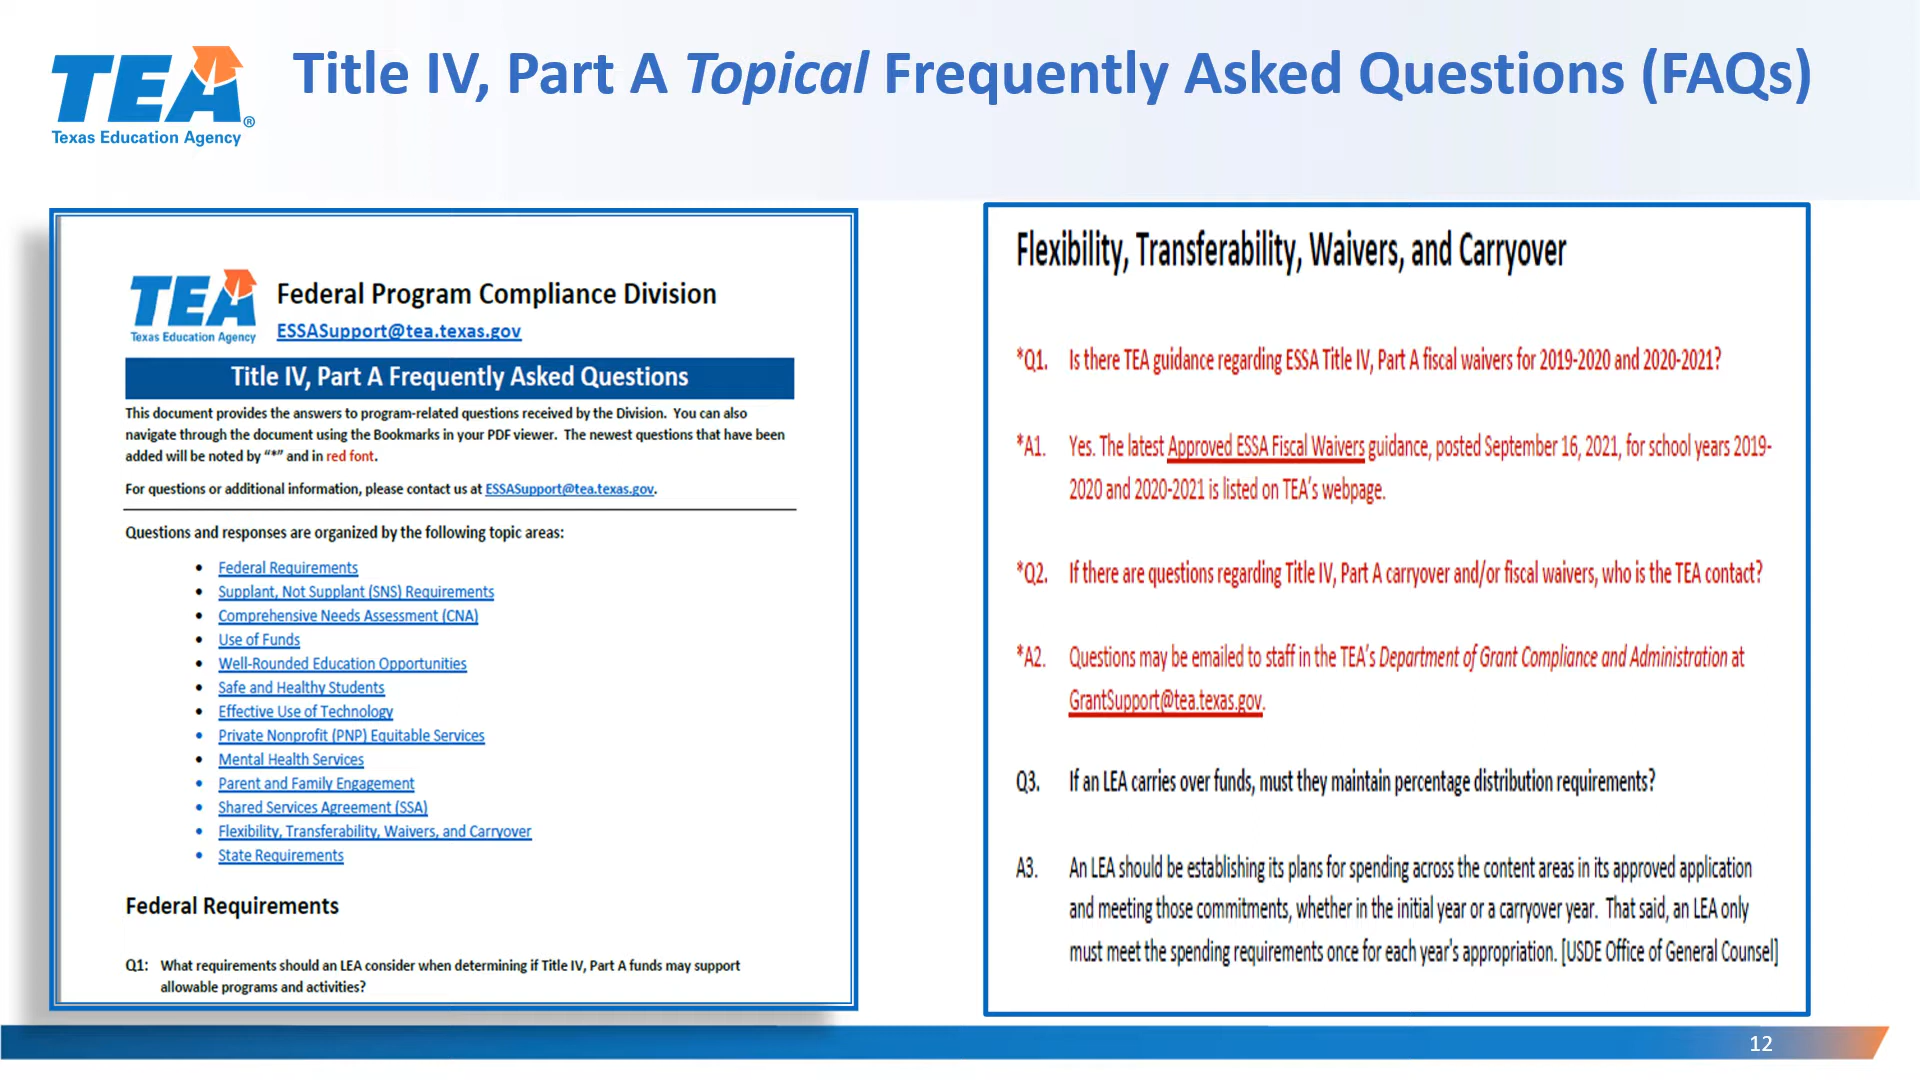 TEA®
Texas Education Agency
Title IV, Part A Topical Frequently Asked Questions (FAQs)
TEA
Texas Education Agency
Federal Program Compliance Division
ESSASupport@tea.texas.gov
Title IV, Part A Frequently Asked Questions
This document provides the answers to program-related questions received by the Division. You can also
navigate through the document using the Bookmarks in your PDF viewer. The newest questions that have been
added will be noted by “*” and in red font.
For questions or additional information, please contact us at ESSASupport@tea.texas.gov.
Questions and responses are organized by the following topic areas:
• Federal Requirements
• Supplant, Not Supplant (SNS) Requirements
• Comprehensive Needs Assessment (CNA)
• Use of Funds
• Well-Rounded Education Opportunities
• Safe and Healthy Students
• Effective Use of Technology
• Private Nonprofit (PNP) Equitable Services
• Mental Health Services
• Parent and Family Engagement
• Shared Services Agreement (SSA)
• Flexibility, Transferability, Waivers, and Carryover
• State Requirements
Federal Requirements
Q1: What requirements should an LEA consider when determining if Title IV, Part A funds may support
allowable programs and activities?
Flexibility, Transferability, Waivers, and Carryover
*Q1. Is there TEA guidance regarding ESSA Title IV, Part A fiscal waivers for 2019-2020 and 2020-2021?
*A1. Yes. The latest Approved ESSA Fiscal Waivers guidance, posted September 16, 2021, for school years 2019-
2020 and 2020-2021 is listed on TEA’s webpage.
*Q2. If there are questions regarding Title IV, Part A carryover and/or fiscal waivers, who is the TEA contact?
*A2. Questions may be emailed to staff in the TEA’s Department of Grant Compliance and Administration at
GrantSupport@tea.texas.gov.
Q3. If an LEA carries over funds, must they maintain percentage distribution requirements?
A3. An LEA should be establishing its plans for spending across the content areas in its approved application
and meeting those commitments, whether in the initial year or a carryover year. That said, an LEA only
must meet the spending requirements once for each year's appropriation. [USDE Office of General Counsel]
12